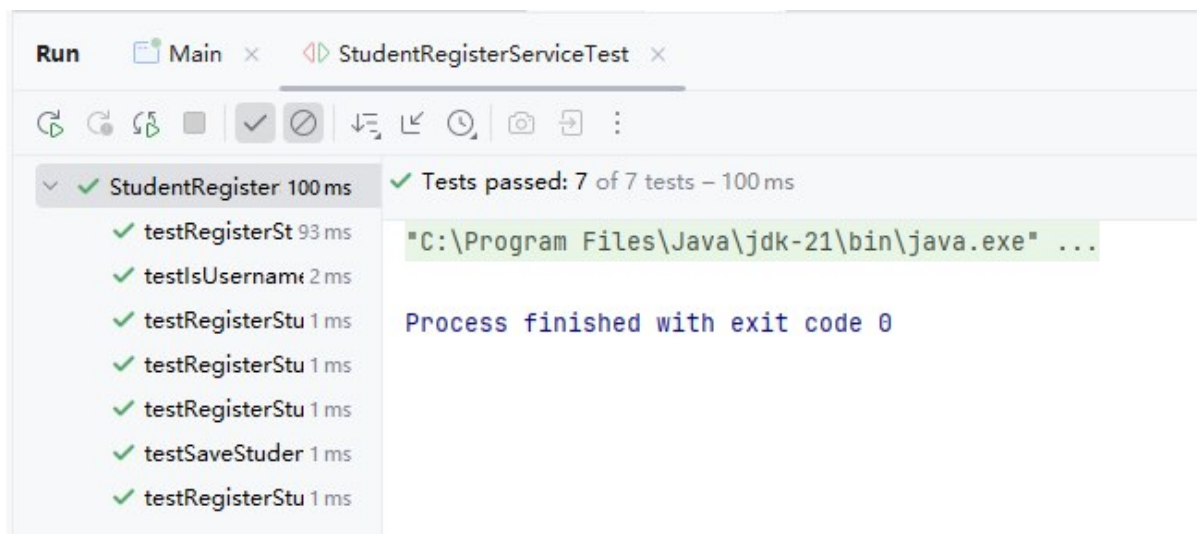 Run Main StudentRegisterServiceTest
StudentRegister 100 ms
Tests passed: 7 of 7 tests – 100 ms
testRegisterSt 93 ms
"C:\Program Files\Java\jdk-21\bin\java.exe" ...
testIsUsername 2 ms
testRegisterStu 1 ms
Process finished with exit code 0
testRegisterStu 1 ms
testRegisterStu 1 ms
testSaveStuder 1 ms
testRegisterStu 1 ms